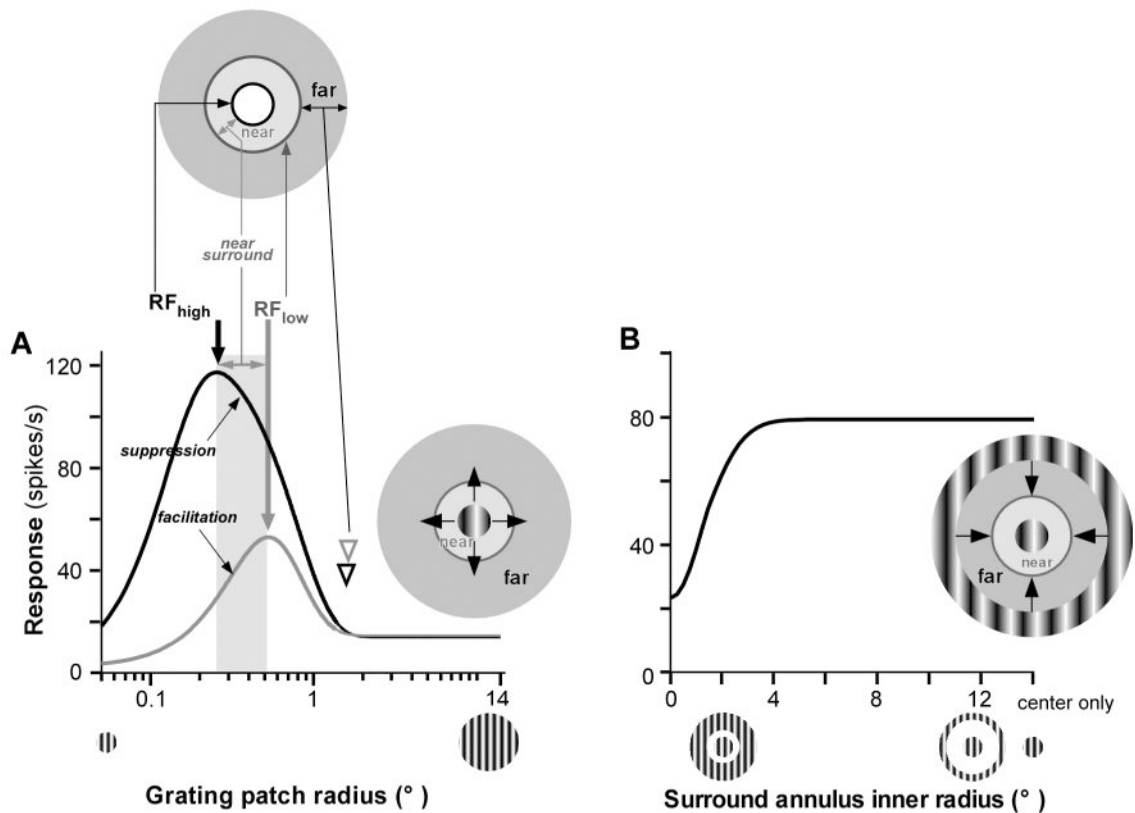 far
near
near
surround
RFhigh
RFlow
A
Response (spikes/s)
120
80
40
0
suppression
facilitation
near
far
0.1
1
14
Grating patch radius (° )
B
80
40
0
far
near
0
4
8
12
center only
Surround annulus inner radius (° )